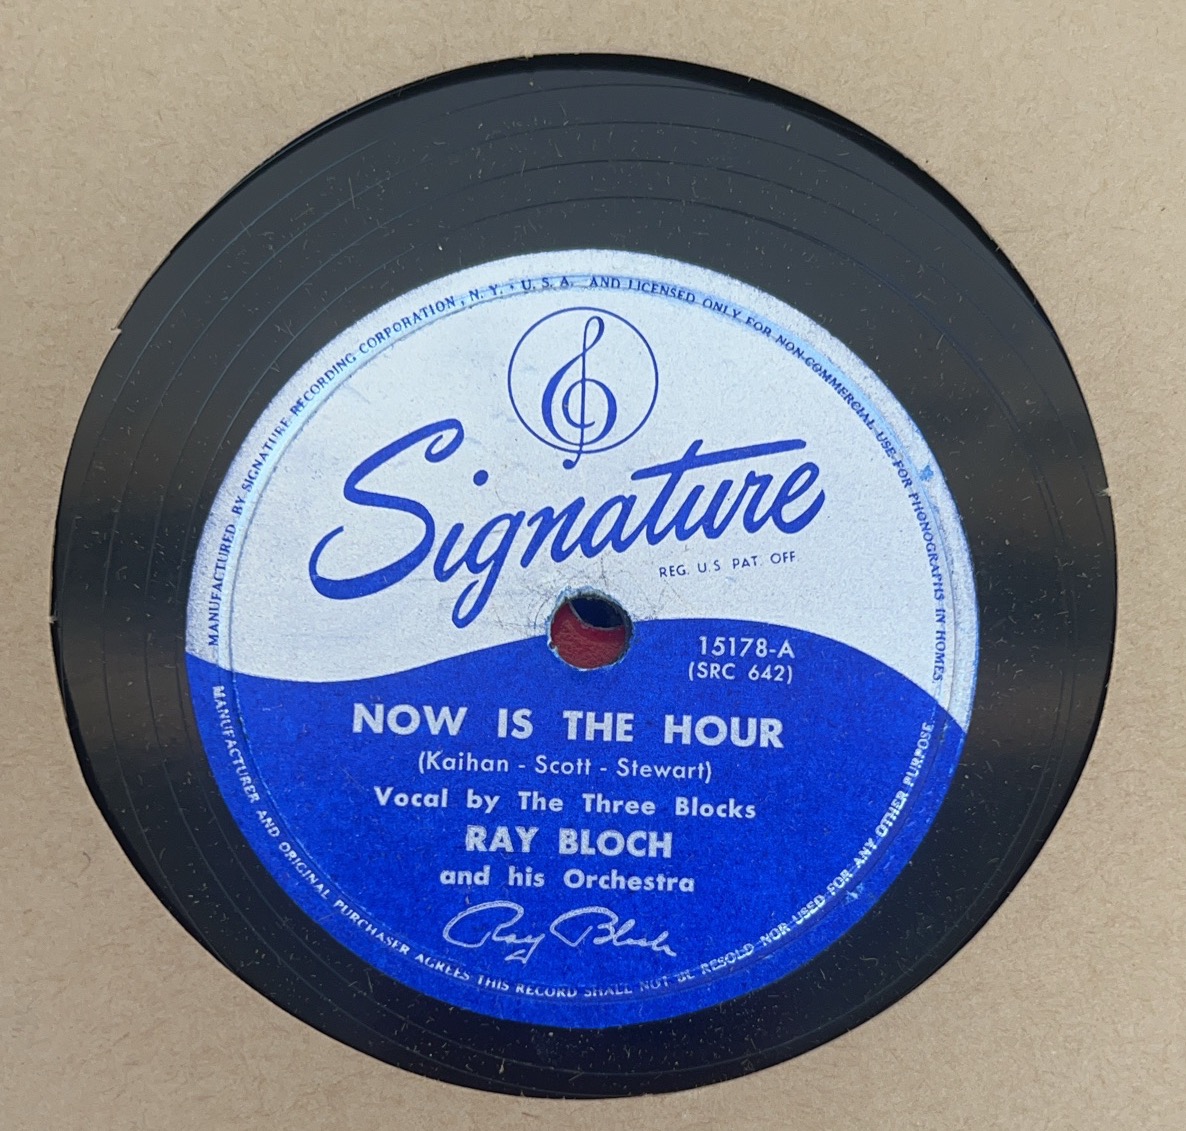 MANUFACTURED BY SIGNATURE RECORDING CORPORATION, N. Y. • U. S. A. AND LICENSED ONLY FOR NON-COMMERCIAL USE FOR PHONOGRAPHS IN HOMES
Signature
REG. U.S. PAT. OFF.
15178-A
(SRC 642)
NOW IS THE HOUR
(Kaihan - Scott - Stewart)
Vocal by The Three Blocks
RAY BLOCH
and his Orchestra
Ray Bloch
MANUFACTURER AND ORIGINAL PURCHASER AGREES THIS RECORD SHALL NOT BE RESOLD NOR USED FOR ANY OTHER PURPOSE